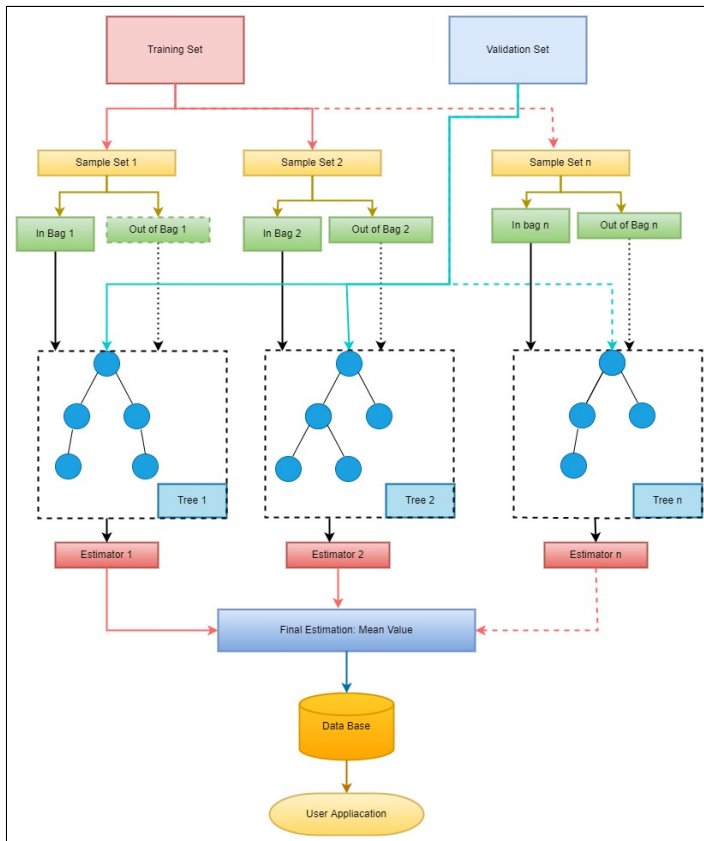 Training Set
Validation Set
Sample Set 1
Sample Set 2
Sample Set n
In Bag 1
Out of Bag 1
In Bag 2
Out of Bag 2
In bag n
Out of Bag n
Tree 1
Tree 2
Tree n
Estimator 1
Estimator 2
Estimator n
Final Estimation: Mean Value
Data Base
User Appliacation